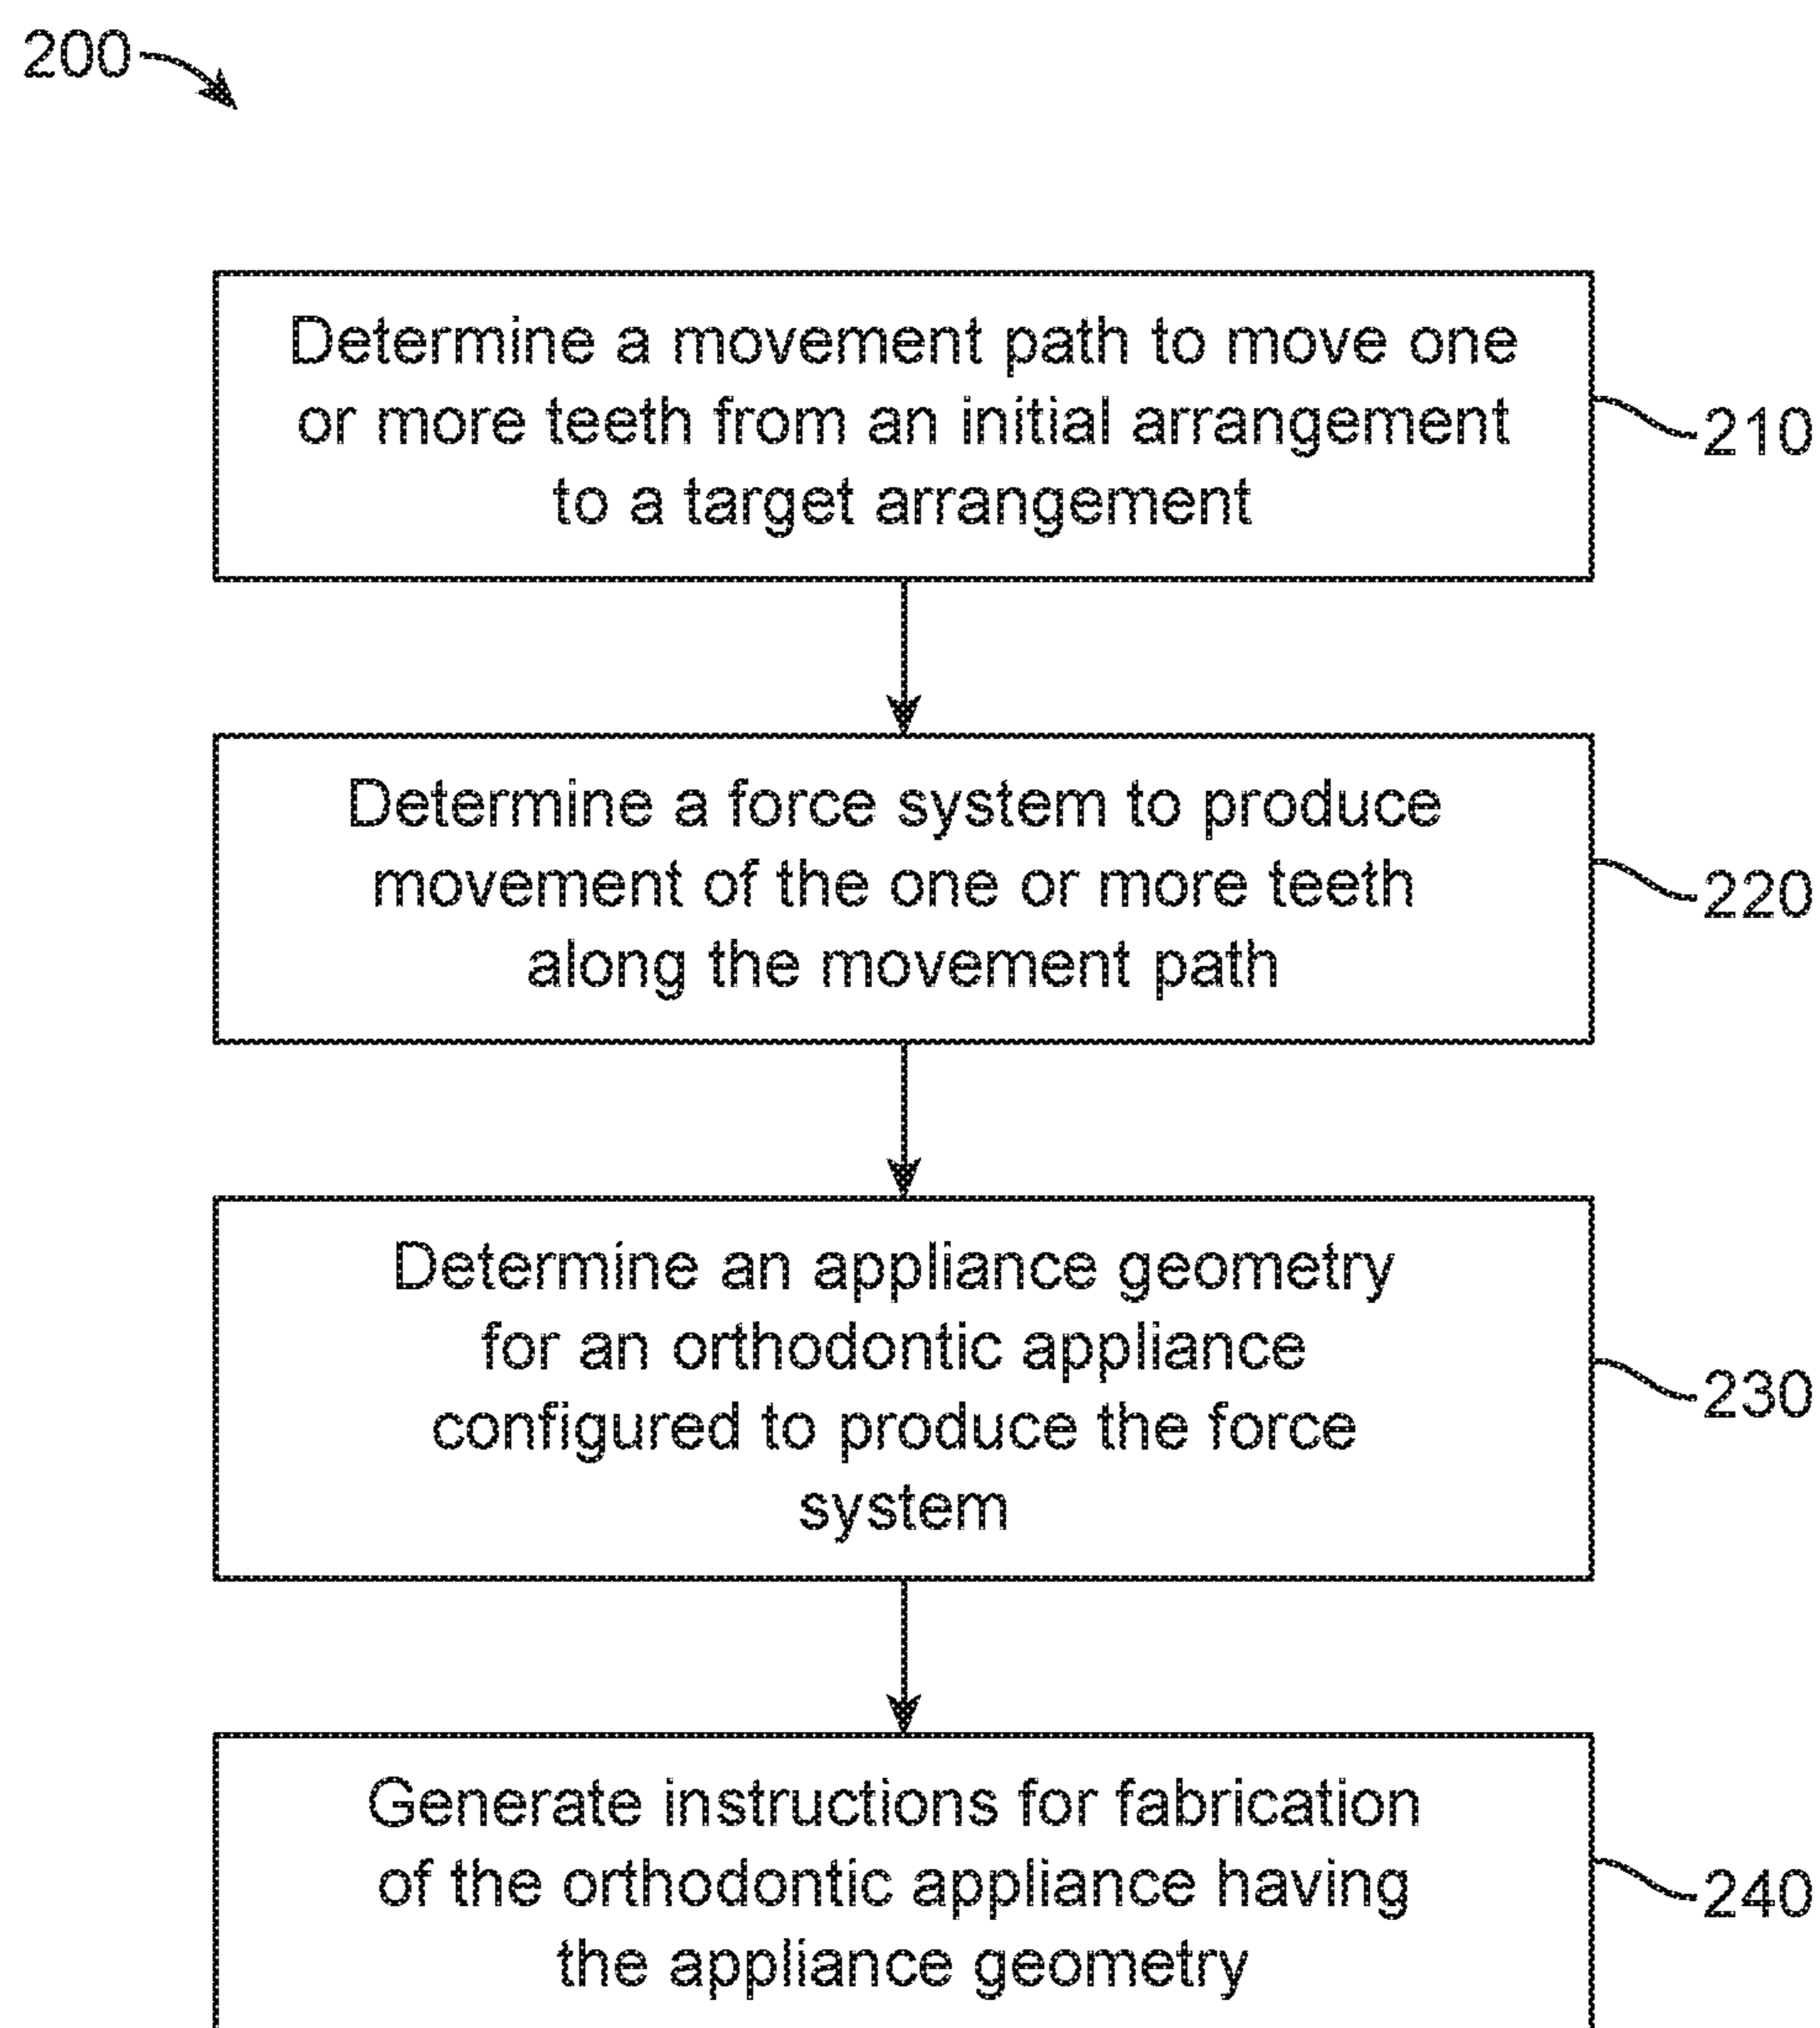 200
Determine a movement path to move one
or more teeth from an initial arrangement
to a target arrangement
210
Determine a force system to produce
movement of the one or more teeth
along the movement path
220
Determine an appliance geometry
for an orthodontic appliance
configured to produce the force
system
230
Generate instructions for fabrication
of the orthodontic appliance having
the appliance geometry
240